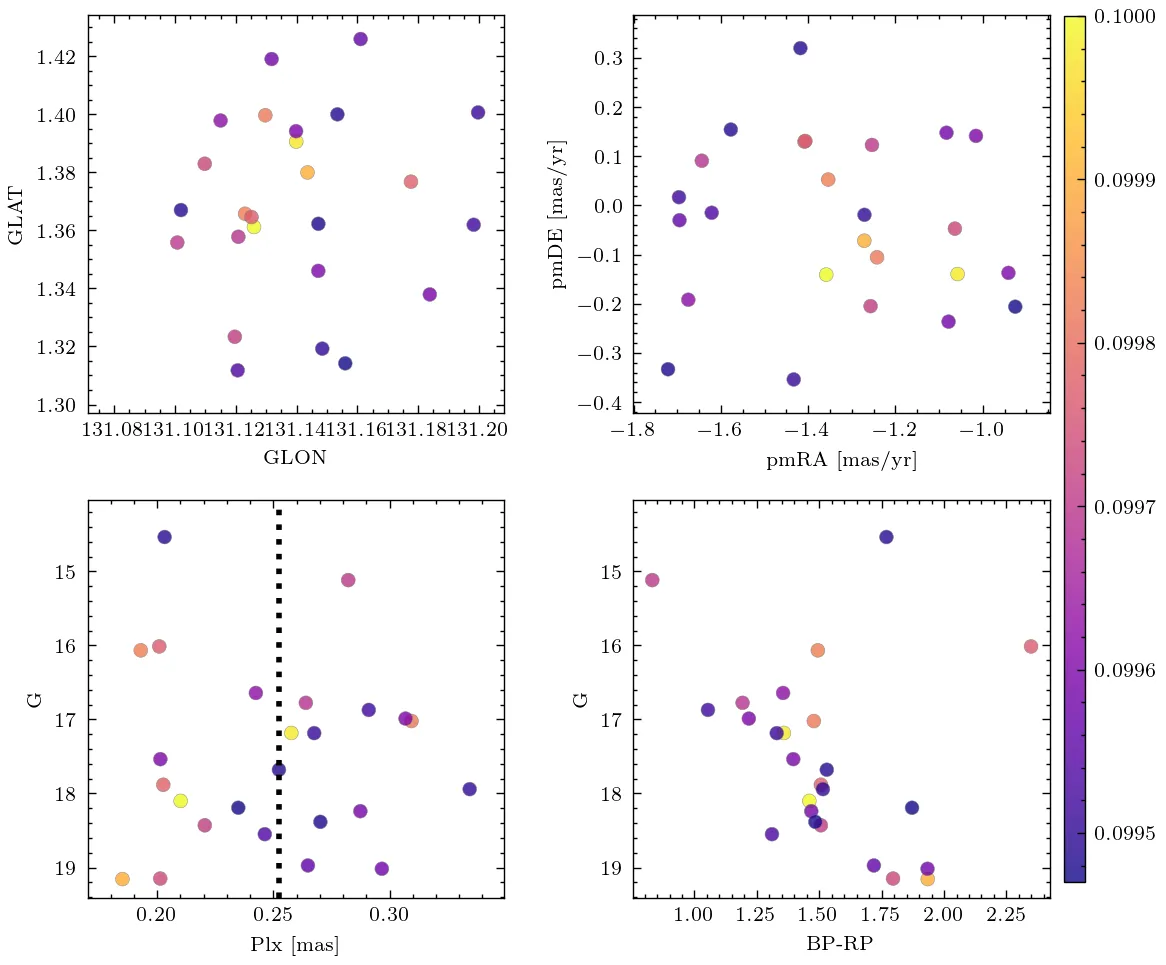 1.42
1.40
1.38
1.36
1.34
1.32
1.30
GLAT
131.08 131.10 131.12 131.14 131.16 131.18 131.20
GLON
0.3
0.2
0.1
0.0
−0.1
−0.2
−0.3
−0.4
pmDE [mas/yr]
−1.8 −1.6 −1.4 −1.2 −1.0
pmRA [mas/yr]
0.1000
0.0999
0.0998
0.0997
0.0996
0.0995
15
16
17
18
19
G
0.20 0.25 0.30
Plx [mas]
15
16
17
18
19
G
1.00 1.25 1.50 1.75 2.00 2.25
BP-RP